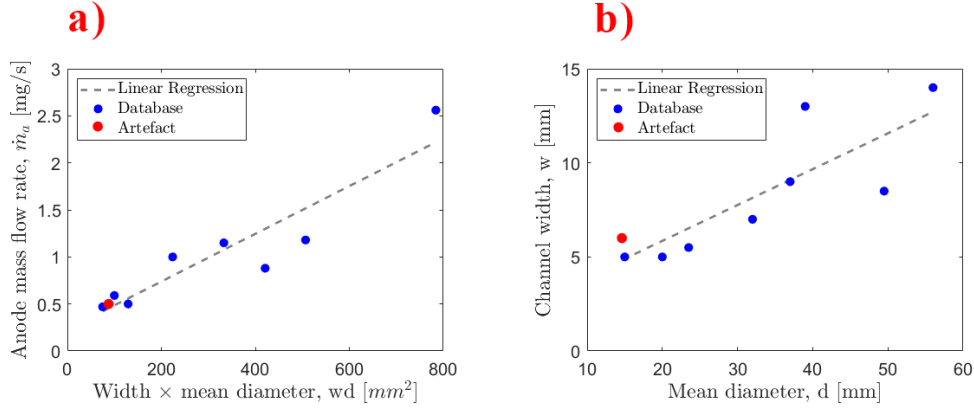 a)
3
2.5
2
1.5
1
0.5
0
0
200
400
600
800
Anode mass flow rate, ṁₐ [mg/s]
Width × mean diameter, wd [mm²]
Linear Regression
Database
Artefact
b)
15
10
5
0
10
20
30
40
50
60
Channel width, w [mm]
Mean diameter, d [mm]
Linear Regression
Database
Artefact